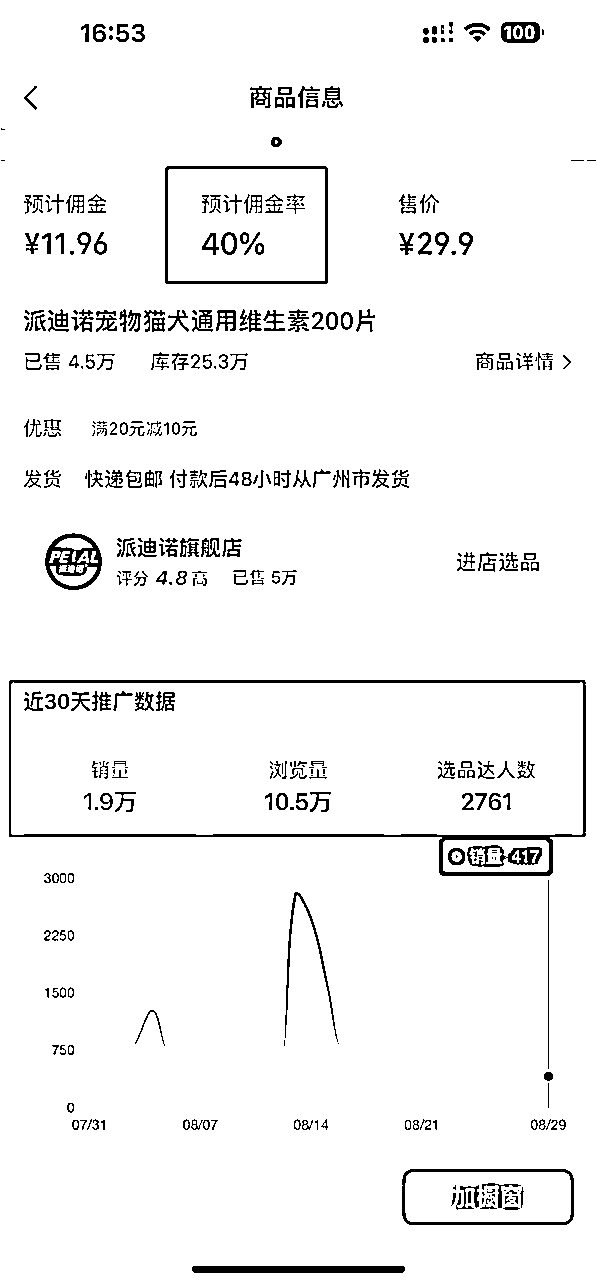 16:53
100
商品信息
预计佣金 预计佣金率 售价
¥11.96 40% ¥29.9
派迪诺宠物猫犬通用维生素200片
已售 4.5万 库存25.3万 商品详情
优惠 满20元减10元
发货 快递包邮 付款后48小时从广州市发货
派迪诺旗舰店
评分 4.8 高 已售 5万
进店选品
近30天推广数据
销量 浏览量 选品达人数
1.9万 10.5万 2761
销量 417
3000
2250
1500
750
0
07/31 08/07 08/14 08/21 08/29
加橱窗